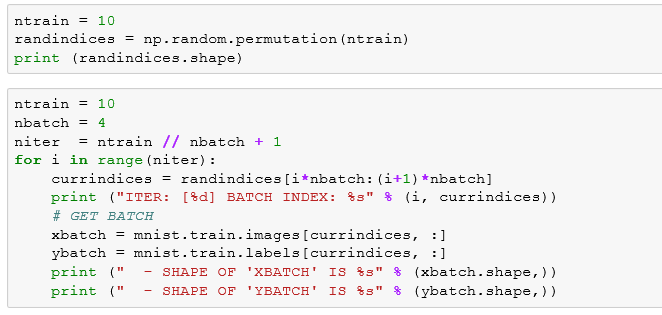 ntrain = 10
randindices = np.random.permutation(ntrain)
print (randindices.shape)
ntrain = 10
nbatch = 4
niter  = ntrain // nbatch + 1
for i in range(niter):
    currindices = randindices[i*nbatch:(i+1)*nbatch]
    print ("ITER: [%d] BATCH INDEX: %s" % (i, currindices))
    # GET BATCH
    xbatch = mnist.train.images[currindices, :]
    ybatch = mnist.train.labels[currindices, :]
    print ("  - SHAPE OF 'XBATCH' IS %s" % (xbatch.shape,))
    print ("  - SHAPE OF 'YBATCH' IS %s" % (ybatch.shape,))